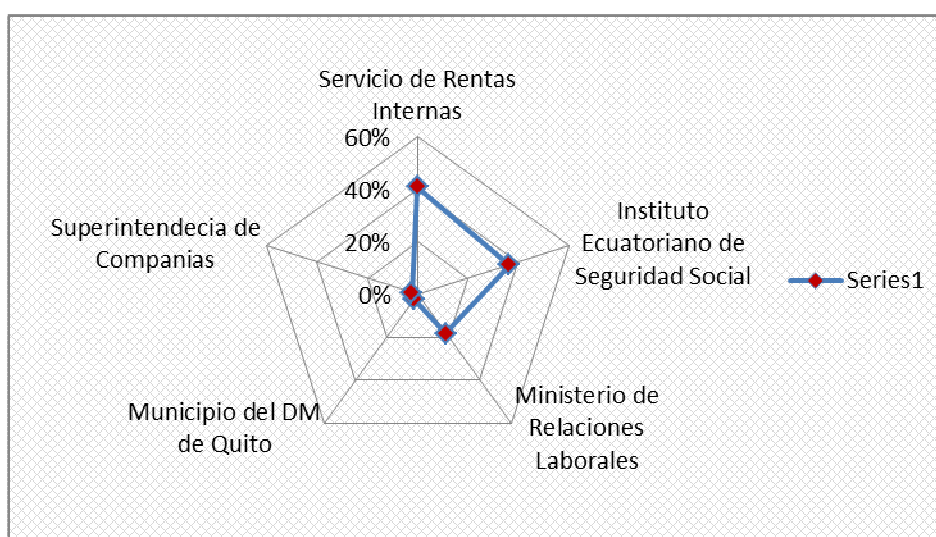 Servicio de Rentas
Internas
60%
40%
20%
0%
Instituto
Ecuatoriano de
Seguridad Social
Series1
Ministerio de
Relaciones
Laborales
Municipio del DM
de Quito
Superintendecia de
Companias